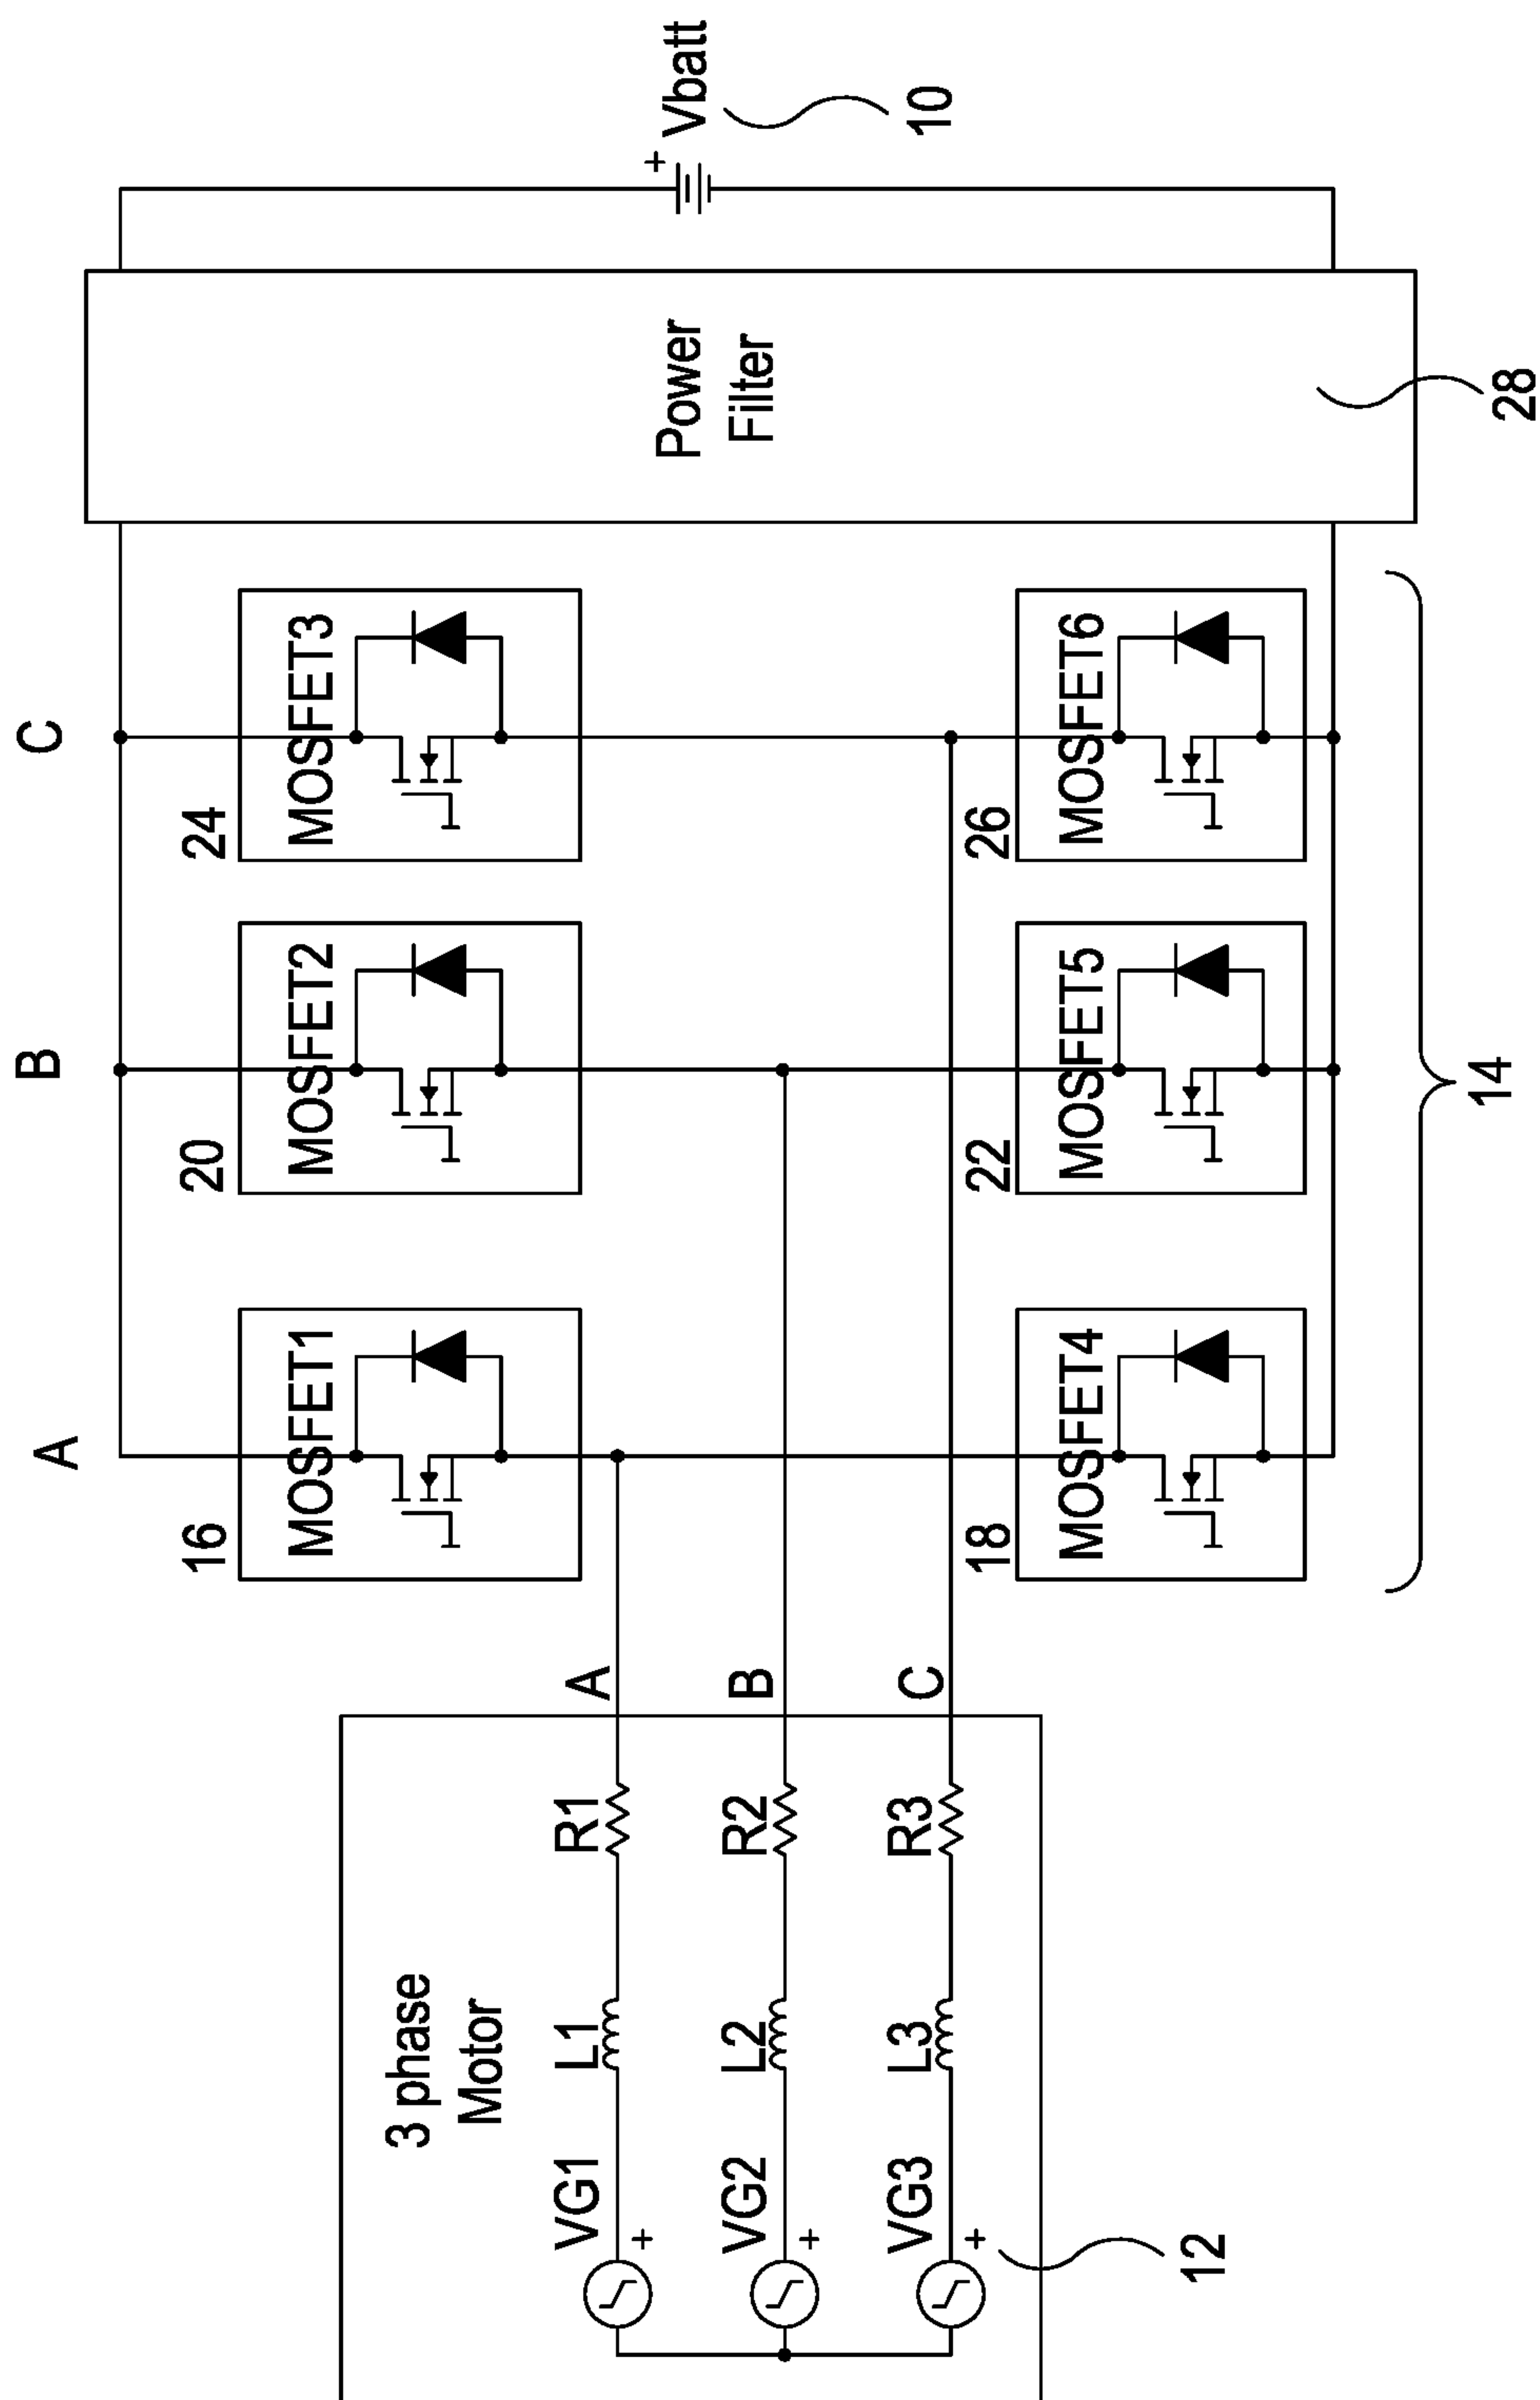 A
B
C
16
MOSFET1
20
MOSFET2
24
MOSFET3
Power
Filter
+
Vbatt
10
3 phase
Motor
VG1
L1
R1
A
+
VG2
L2
R2
B
+
VG3
L3
R3
C
+
12
18
MOSFET4
22
MOSFET5
26
MOSFET6
14
28